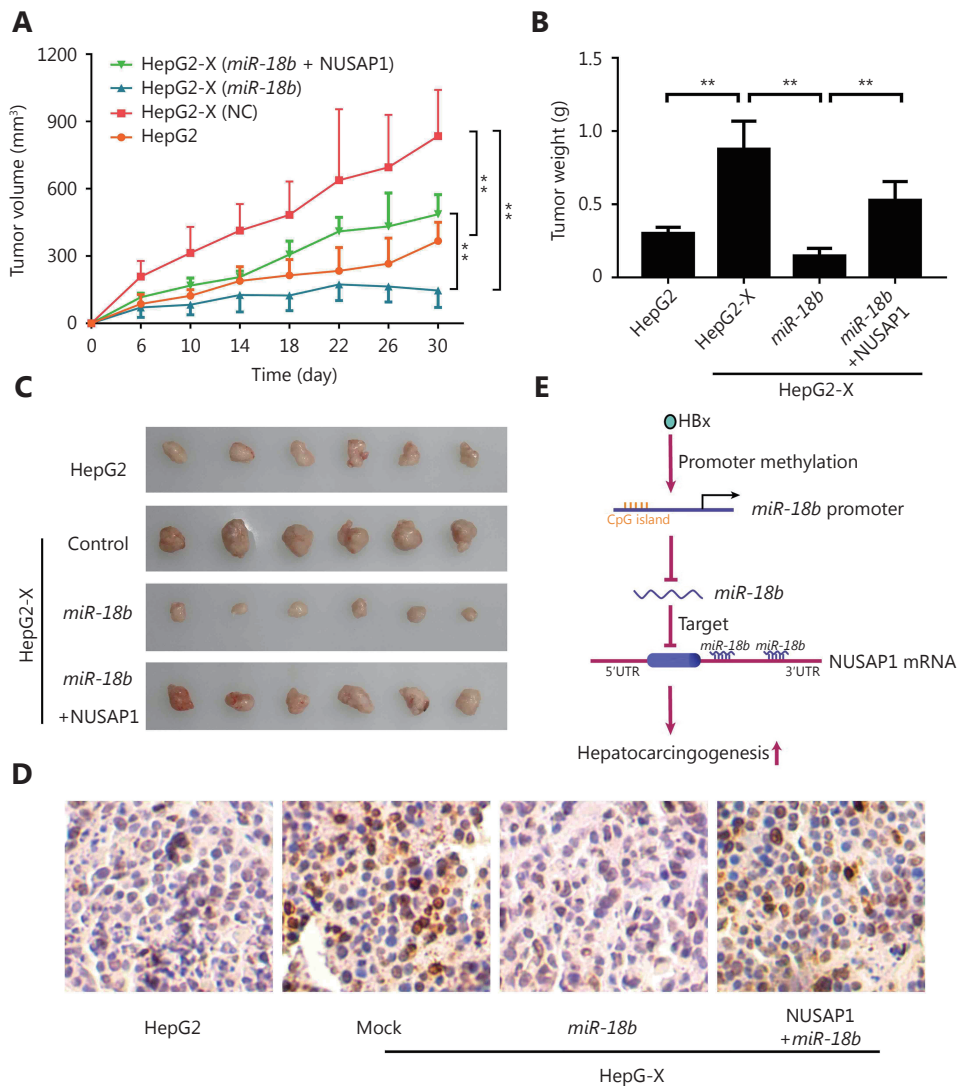 A
1200
900
600
300
0
Tumor volume (mm³)
HepG2-X (miR-18b + NUSAP1)
HepG2-X (miR-18b)
HepG2-X (NC)
HepG2
**
**
**
0 6 10 14 18 22 26 30
Time (day)
B
1.5
1.0
0.5
0
Tumor weight (g)
** ** **
HepG2
HepG2-X
miR-18b
miR-18b
+NUSAP1
HepG2-X
C
HepG2
Control
miR-18b
miR-18b
+NUSAP1
HepG2-X
E
HBx
Promoter methylation
CpG island
miR-18b promoter
miR-18b
Target
miR-18b miR-18b
NUSAP1 mRNA
5'UTR 3'UTR
Hepatocarcingogenesis
D
HepG2
Mock
miR-18b
NUSAP1
+miR-18b
HepG-X